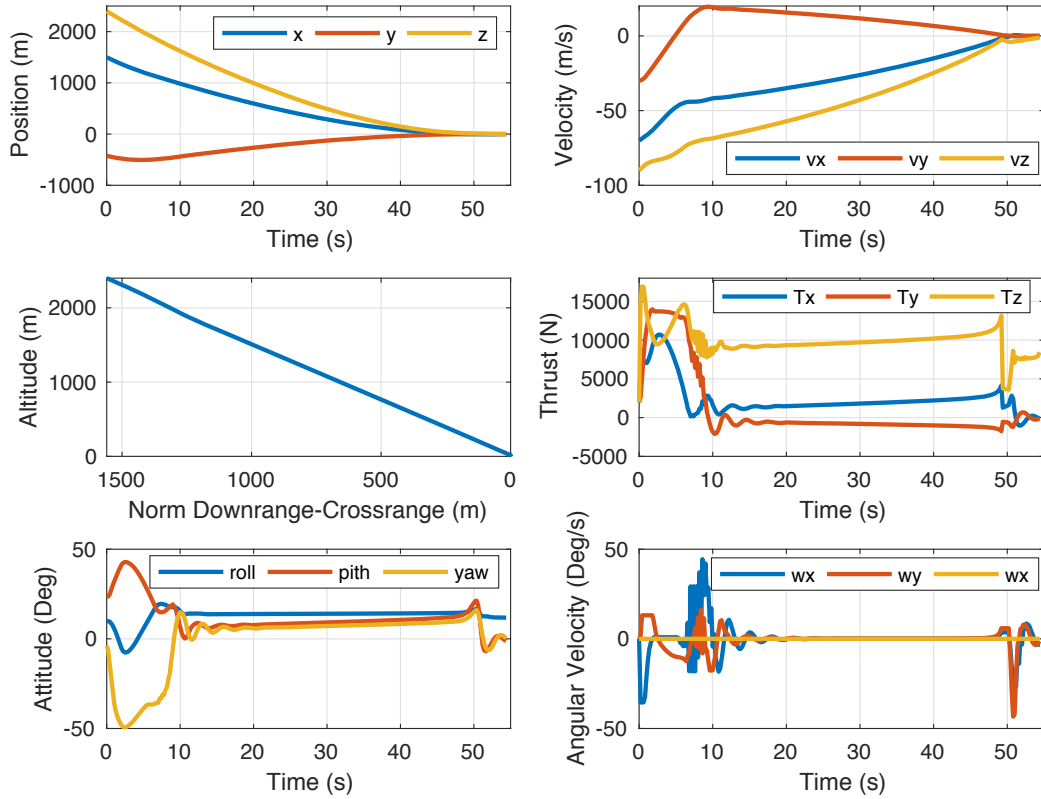 Position (m)
2000
1000
0
-1000
x y z
0 10 20 30 40 50
Time (s)
Velocity (m/s)
0
-50
-100
vx vy vz
0 10 20 30 40 50
Time (s)
Altitude (m)
2000
1000
0
1500 1000 500 0
Norm Downrange-Crossrange (m)
Thrust (N)
15000
10000
5000
0
-5000
Tx Ty Tz
0 10 20 30 40 50
Time (s)
Attitude (Deg)
50
0
-50
roll pith yaw
0 10 20 30 40 50
Time (s)
Angular Velocity (Deg/s)
50
0
-50
wx wy wx
0 10 20 30 40 50
Time (s)